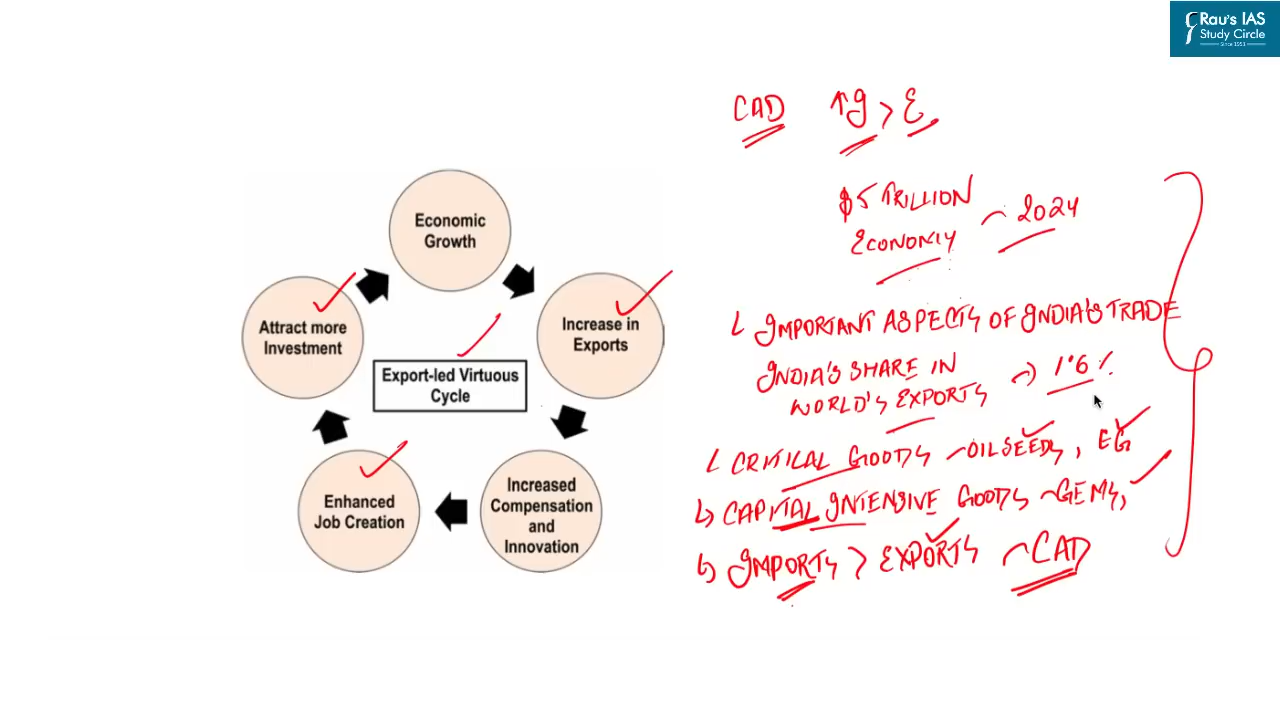 Rau's IAS
Study Circle
Since 1953
Economic
Growth
Increase in
Exports
Increased
Compensation
and
Innovation
Enhanced
Job Creation
Attract more
Investment
Export-led Virtuous
Cycle
CAD ↑I > E
$5 TRILLION
ECONOMY ~ 2024
↳ IMPORTANT ASPECTS OF INDIA'S TRADE
INDIA'S SHARE IN
WORLD'S EXPORTS → 1.6 %
↳ CRITICAL GOODS ~ OILSEEDS, EG
↳ CAPITAL INTENSIVE GOODS ~ GEMS,
↳ IMPORTS > EXPORTS ~ CAD